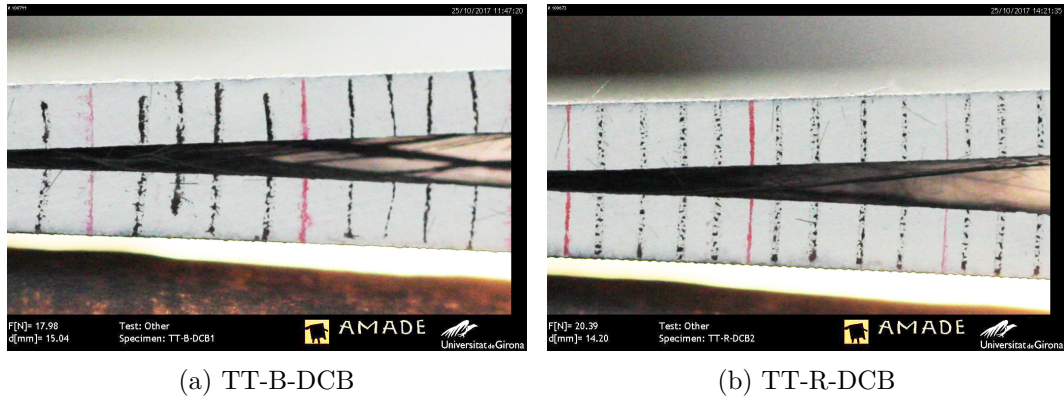 25/10/2017 11:47:20
F[N]= 17.98
d[mm]= 15.04
Test: Other
Specimen: TT-B-DCB1
AMADE
Universitat de Girona
(a) TT-B-DCB
25/10/2017 14:21:35
F[N]= 20.39
d[mm]= 14.20
Test: Other
Specimen: TT-R-DCB2
AMADE
Universitat de Girona
(b) TT-R-DCB